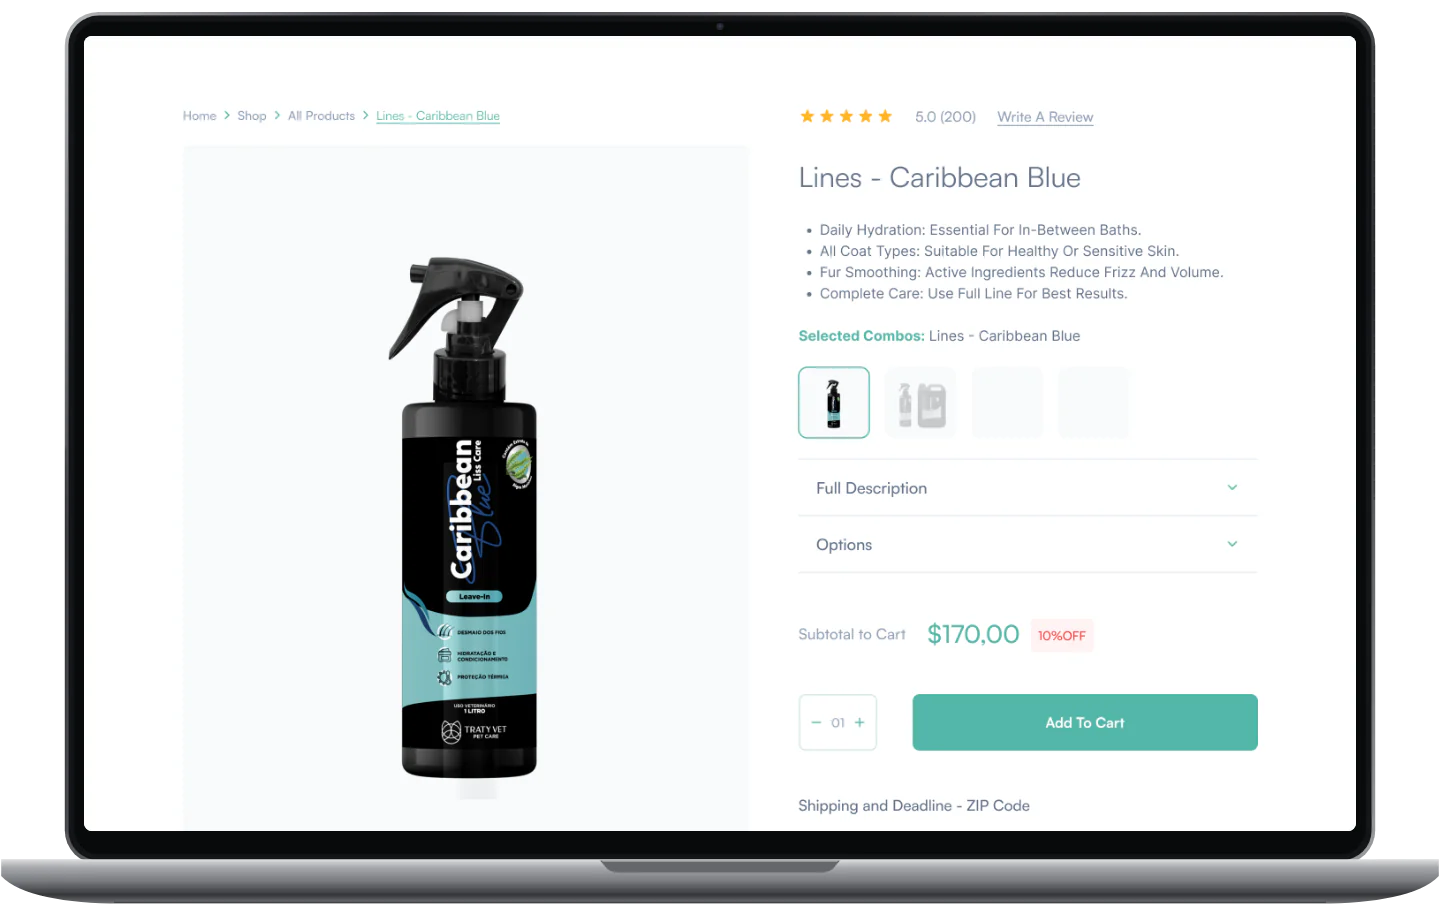 Home > Shop > All Products > Lines - Caribbean Blue
5.0 (200) Write A Review
Lines - Caribbean Blue
• Daily Hydration: Essential For In-Between Baths.
• All Coat Types: Suitable For Healthy Or Sensitive Skin.
• Fur Smoothing: Active Ingredients Reduce Frizz And Volume.
• Complete Care: Use Full Line For Best Results.
Selected Combos: Lines - Caribbean Blue
Full Description
Options
Subtotal to Cart $170,00 10%OFF
− 01 +
Add To Cart
Shipping and Deadline - ZIP Code
Caribbean
Blue
Liss Care
Leave-in
DESMAIO DOS FIOS
HIDRATAÇÃO E
CONDICIONAMENTO
PROTEÇÃO TÉRMICA
USO VETERINÁRIO
1 LITRO
TRATY VET
PET CARE